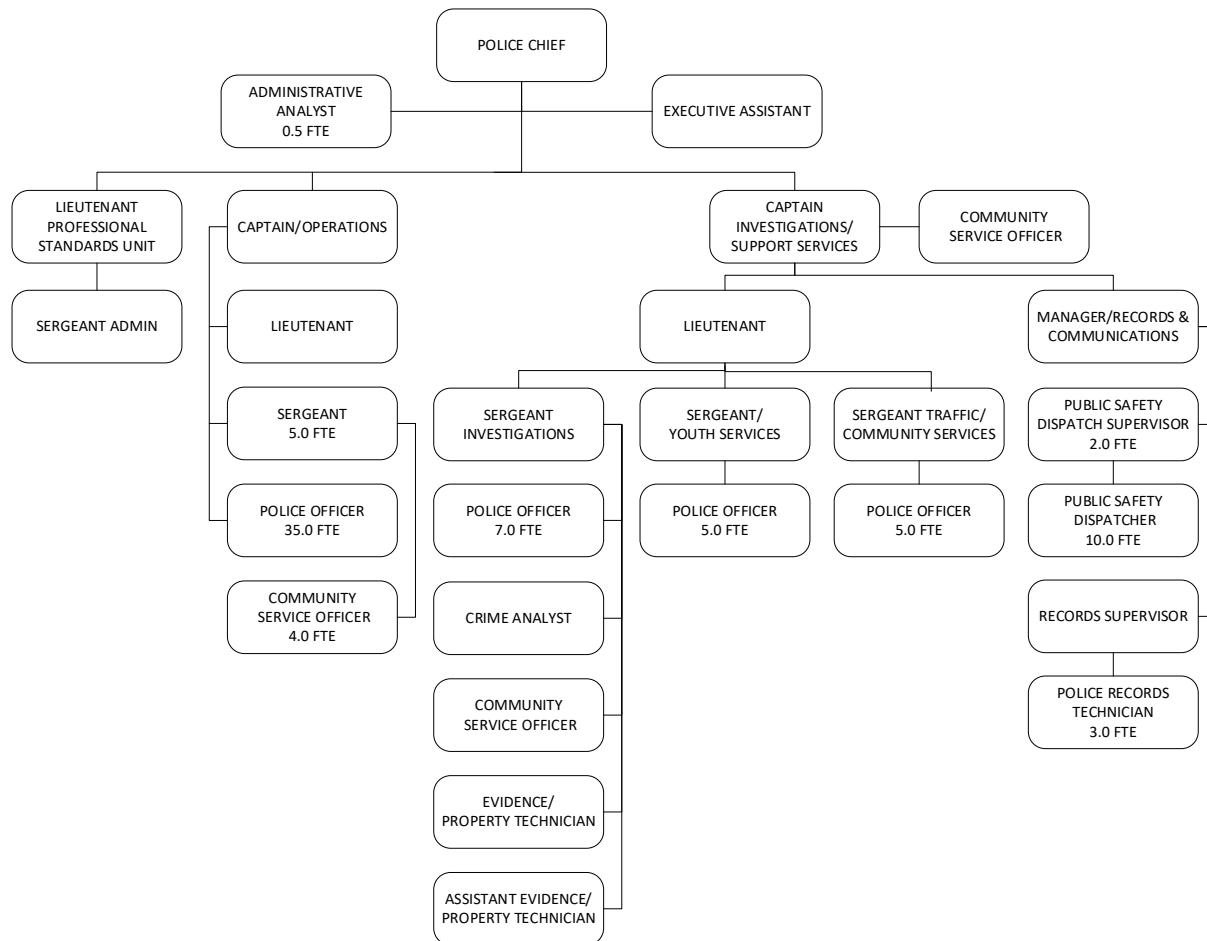 POLICE CHIEF
ADMINISTRATIVE
ANALYST
0.5 FTE
EXECUTIVE ASSISTANT
LIEUTENANT
PROFESSIONAL
STANDARDS UNIT
CAPTAIN/OPERATIONS
CAPTAIN
INVESTIGATIONS/
SUPPORT SERVICES
COMMUNITY
SERVICE OFFICER
SERGEANT ADMIN
LIEUTENANT
LIEUTENANT
MANAGER/RECORDS &
COMMUNICATIONS
SERGEANT
5.0 FTE
SERGEANT
INVESTIGATIONS
SERGEANT/
YOUTH SERVICES
SERGEANT TRAFFIC/
COMMUNITY SERVICES
PUBLIC SAFETY
DISPATCH SUPERVISOR
2.0 FTE
POLICE OFFICER
35.0 FTE
POLICE OFFICER
7.0 FTE
POLICE OFFICER
5.0 FTE
POLICE OFFICER
5.0 FTE
PUBLIC SAFETY
DISPATCHER
10.0 FTE
COMMUNITY
SERVICE OFFICER
4.0 FTE
CRIME ANALYST
RECORDS SUPERVISOR
COMMUNITY
SERVICE OFFICER
POLICE RECORDS
TECHNICIAN
3.0 FTE
EVIDENCE/
PROPERTY TECHNICIAN
ASSISTANT EVIDENCE/
PROPERTY TECHNICIAN